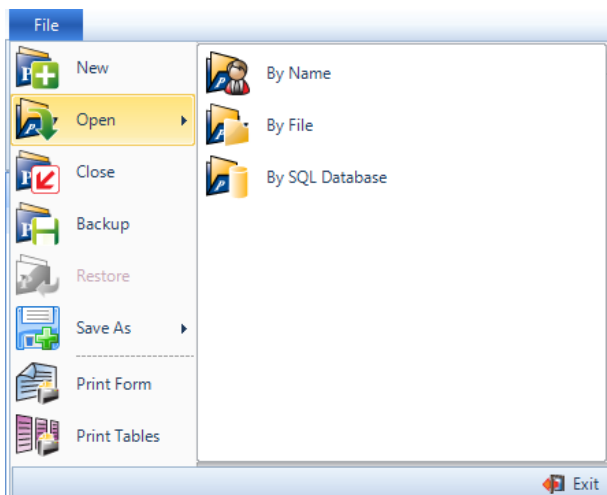 File
New
Open
Close
Backup
Restore
Save As
Print Form
Print Tables
By Name
By File
By SQL Database
Exit